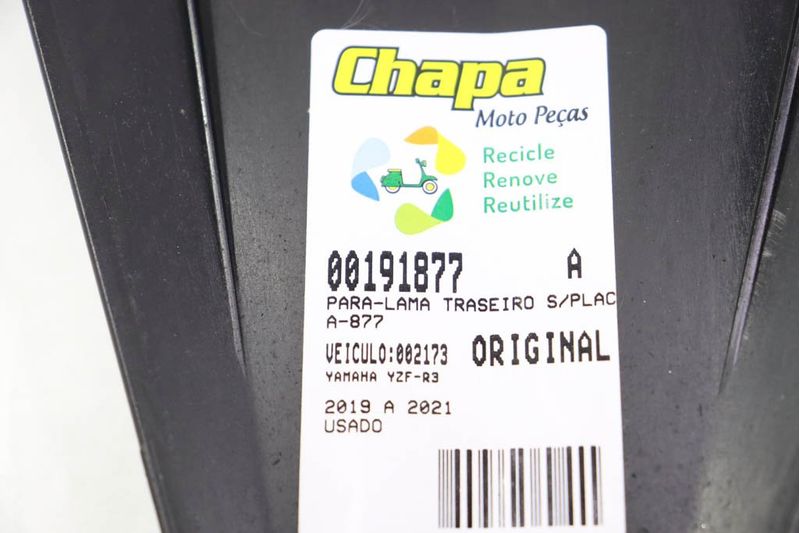 Chapa
Moto Peças
Recicle
Renove
Reutilize
00191877 A
PARA-LAMA TRASEIRO S/PLAC
A-877
VEICULO:002173 ORIGINAL
YAMAHA YZF-R3
2019 A 2021
USADO